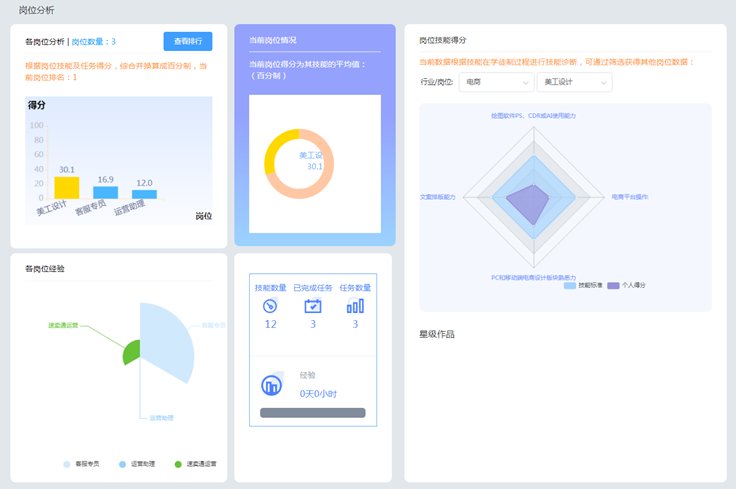 岗位分析
各岗位分析 | 岗位数量：3
查看排行
根据岗位技能及任务得分，综合并换算成百分制，当
前岗位排名：1
得分
100
80
60
40
20
0
30.1
16.9
12.0
美工设计
客服专员
运营助理
岗位
当前岗位情况
当前岗位得分为其技能的平均值：
（百分制）
美工设
30.1
岗位技能得分
当前数据根据技能在学徒制过程进行技能诊断，可通过筛选获得其他岗位数据：
行业/岗位: 电商 美工设计
绘图软件PS、CDR或AI使用能力
文案排版能力
电商平台操作
PC和移动端电商设计板块熟悉力
技能标准 个人得分
星级作品
各岗位经验
速卖通运营
客服专员
运营助理
客服专员 运营助理 速卖通运营
技能数量 已完成任务 任务数量
12 3 3
经验
0天0小时